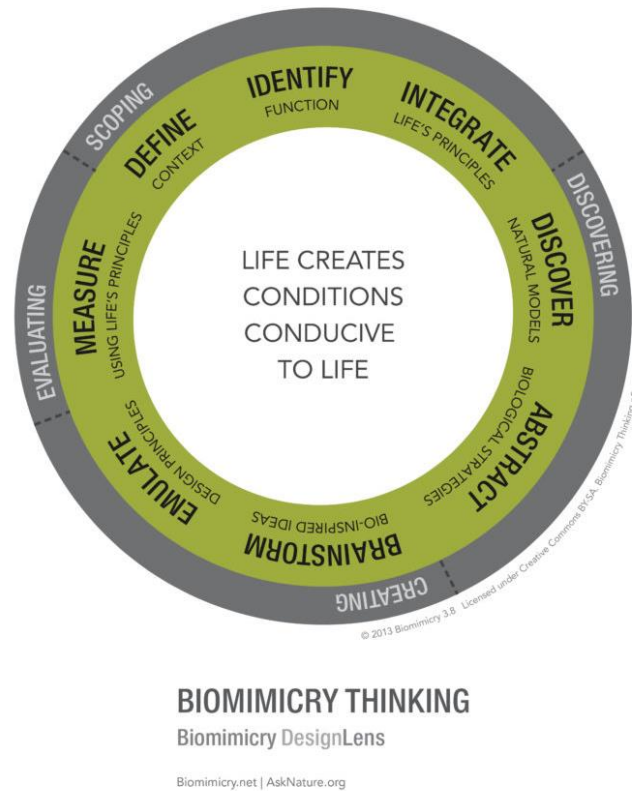 SCOPING
DEFINE
CONTEXT
IDENTIFY
FUNCTION
INTEGRATE
LIFE'S PRINCIPLES
DISCOVERING
DISCOVER
NATURAL MODELS
ABSTRACT
BIOLOGICAL STRATEGIES
CREATING
BRAINSTORM
BIO-INSPIRED IDEAS
EMULATE
DESIGN PRINCIPLES
EVALUATING
MEASURE
USING LIFE'S PRINCIPLES
LIFE CREATES
CONDITIONS
CONDUCIVE
TO LIFE
© 2013 Biomimicry 3.8 Licensed under Creative Commons BY-SA. Biomimicry Thinking
BIOMIMICRY THINKING
Biomimicry DesignLens
Biomimicry.net | AskNature.org